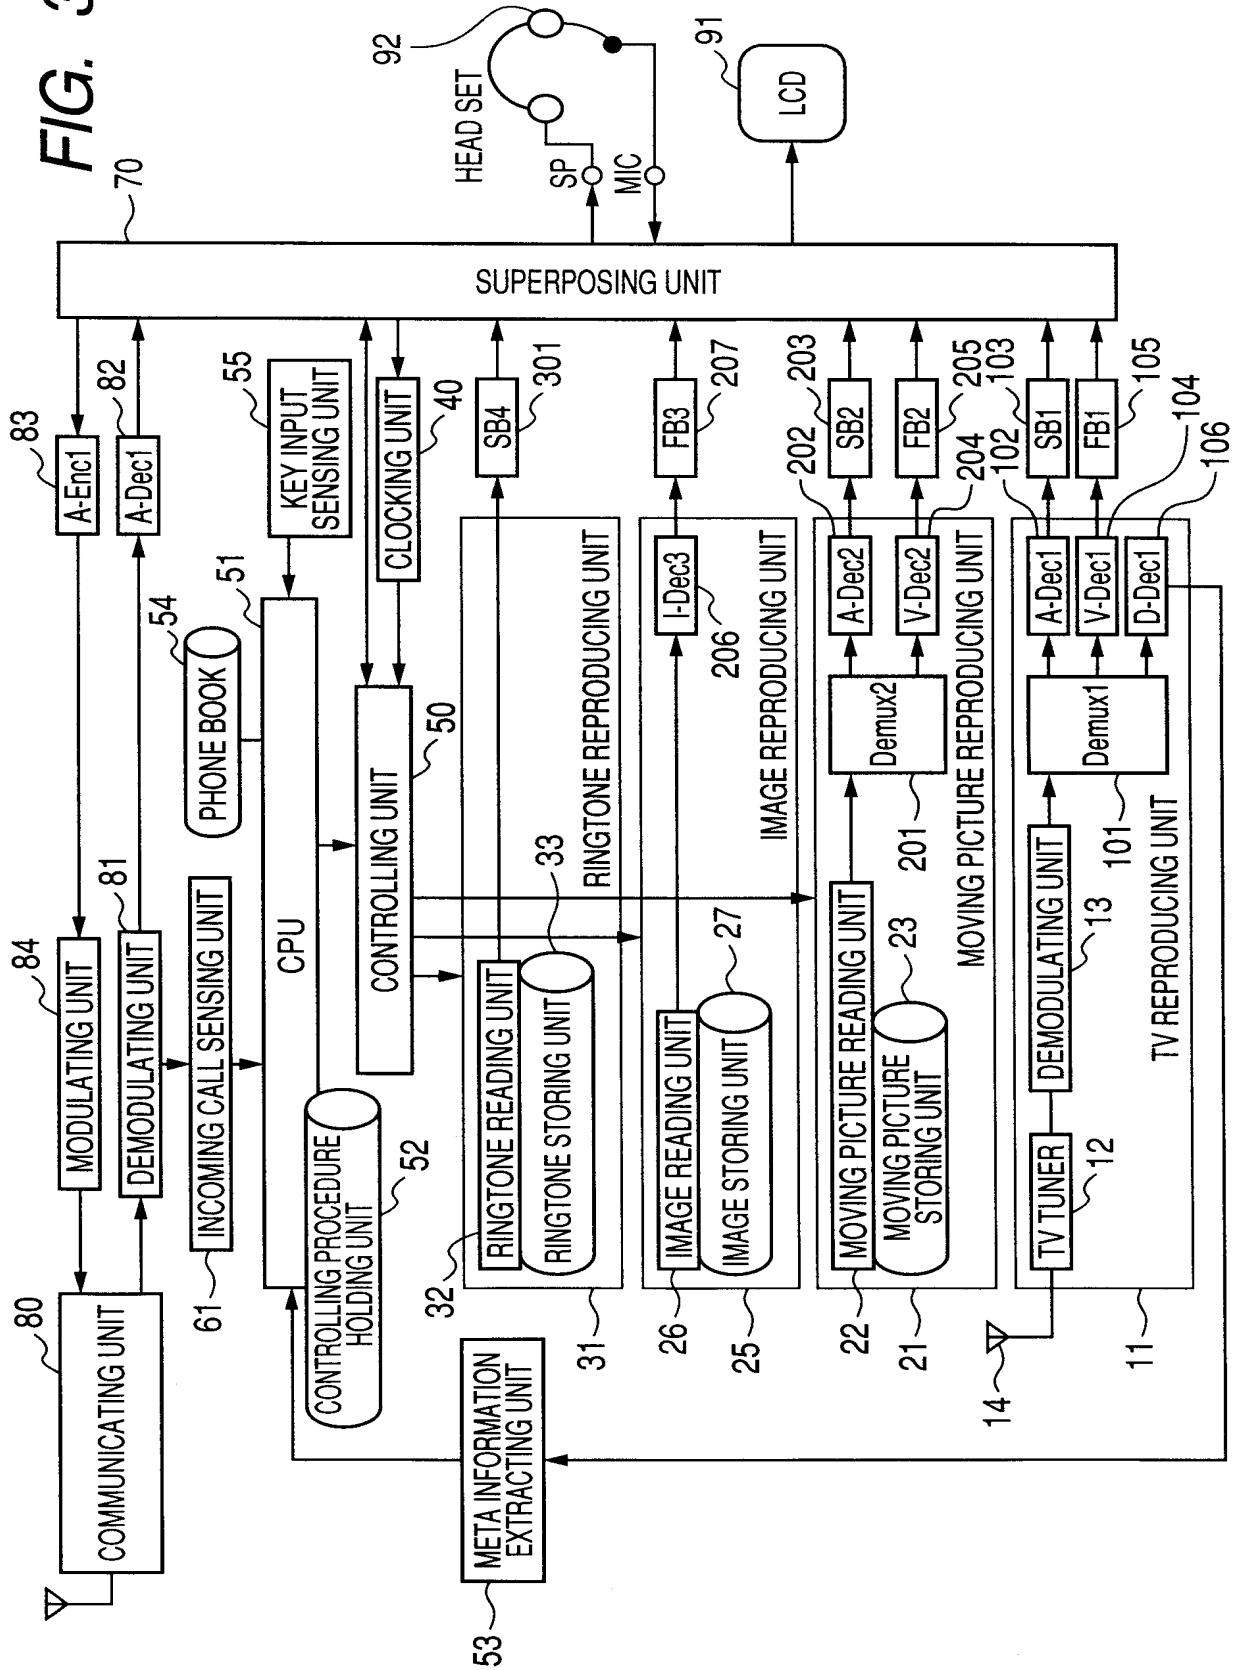 FIG. 3
80
COMMUNICATING UNIT
84
MODULATING UNIT
83
A-Enc1
81
DEMODULATING UNIT
82
A-Dec1
70
SUPERPOSING UNIT
61
INCOMING CALL SENSING UNIT
54
PHONE BOOK
51
CPU
55
KEY INPUT
SENSING UNIT
52
CONTROLLING PROCEDURE
HOLDING UNIT
50
CONTROLLING UNIT
40
CLOCKING UNIT
53
META INFORMATION
EXTRACTING UNIT
HEAD SET
92
SP
MIC
91
LCD
32
RINGTONE READING UNIT
RINGTONE STORING UNIT
33
SB4
301
31
RINGTONE REPRODUCING UNIT
26
IMAGE READING UNIT
IMAGE STORING UNIT
27
I-Dec3
206
FB3
207
25
IMAGE REPRODUCING UNIT
22
MOVING PICTURE READING UNIT
MOVING PICTURE
STORING UNIT
23
Demux2
201
A-Dec2
202
SB2
203
V-Dec2
204
FB2
205
21
MOVING PICTURE REPRODUCING UNIT
14
TV TUNER
12
DEMODULATING UNIT
13
Demux1
101
A-Dec1
102
SB1
103
V-Dec1
104
FB1
105
D-Dec1
106
11
TV REPRODUCING UNIT